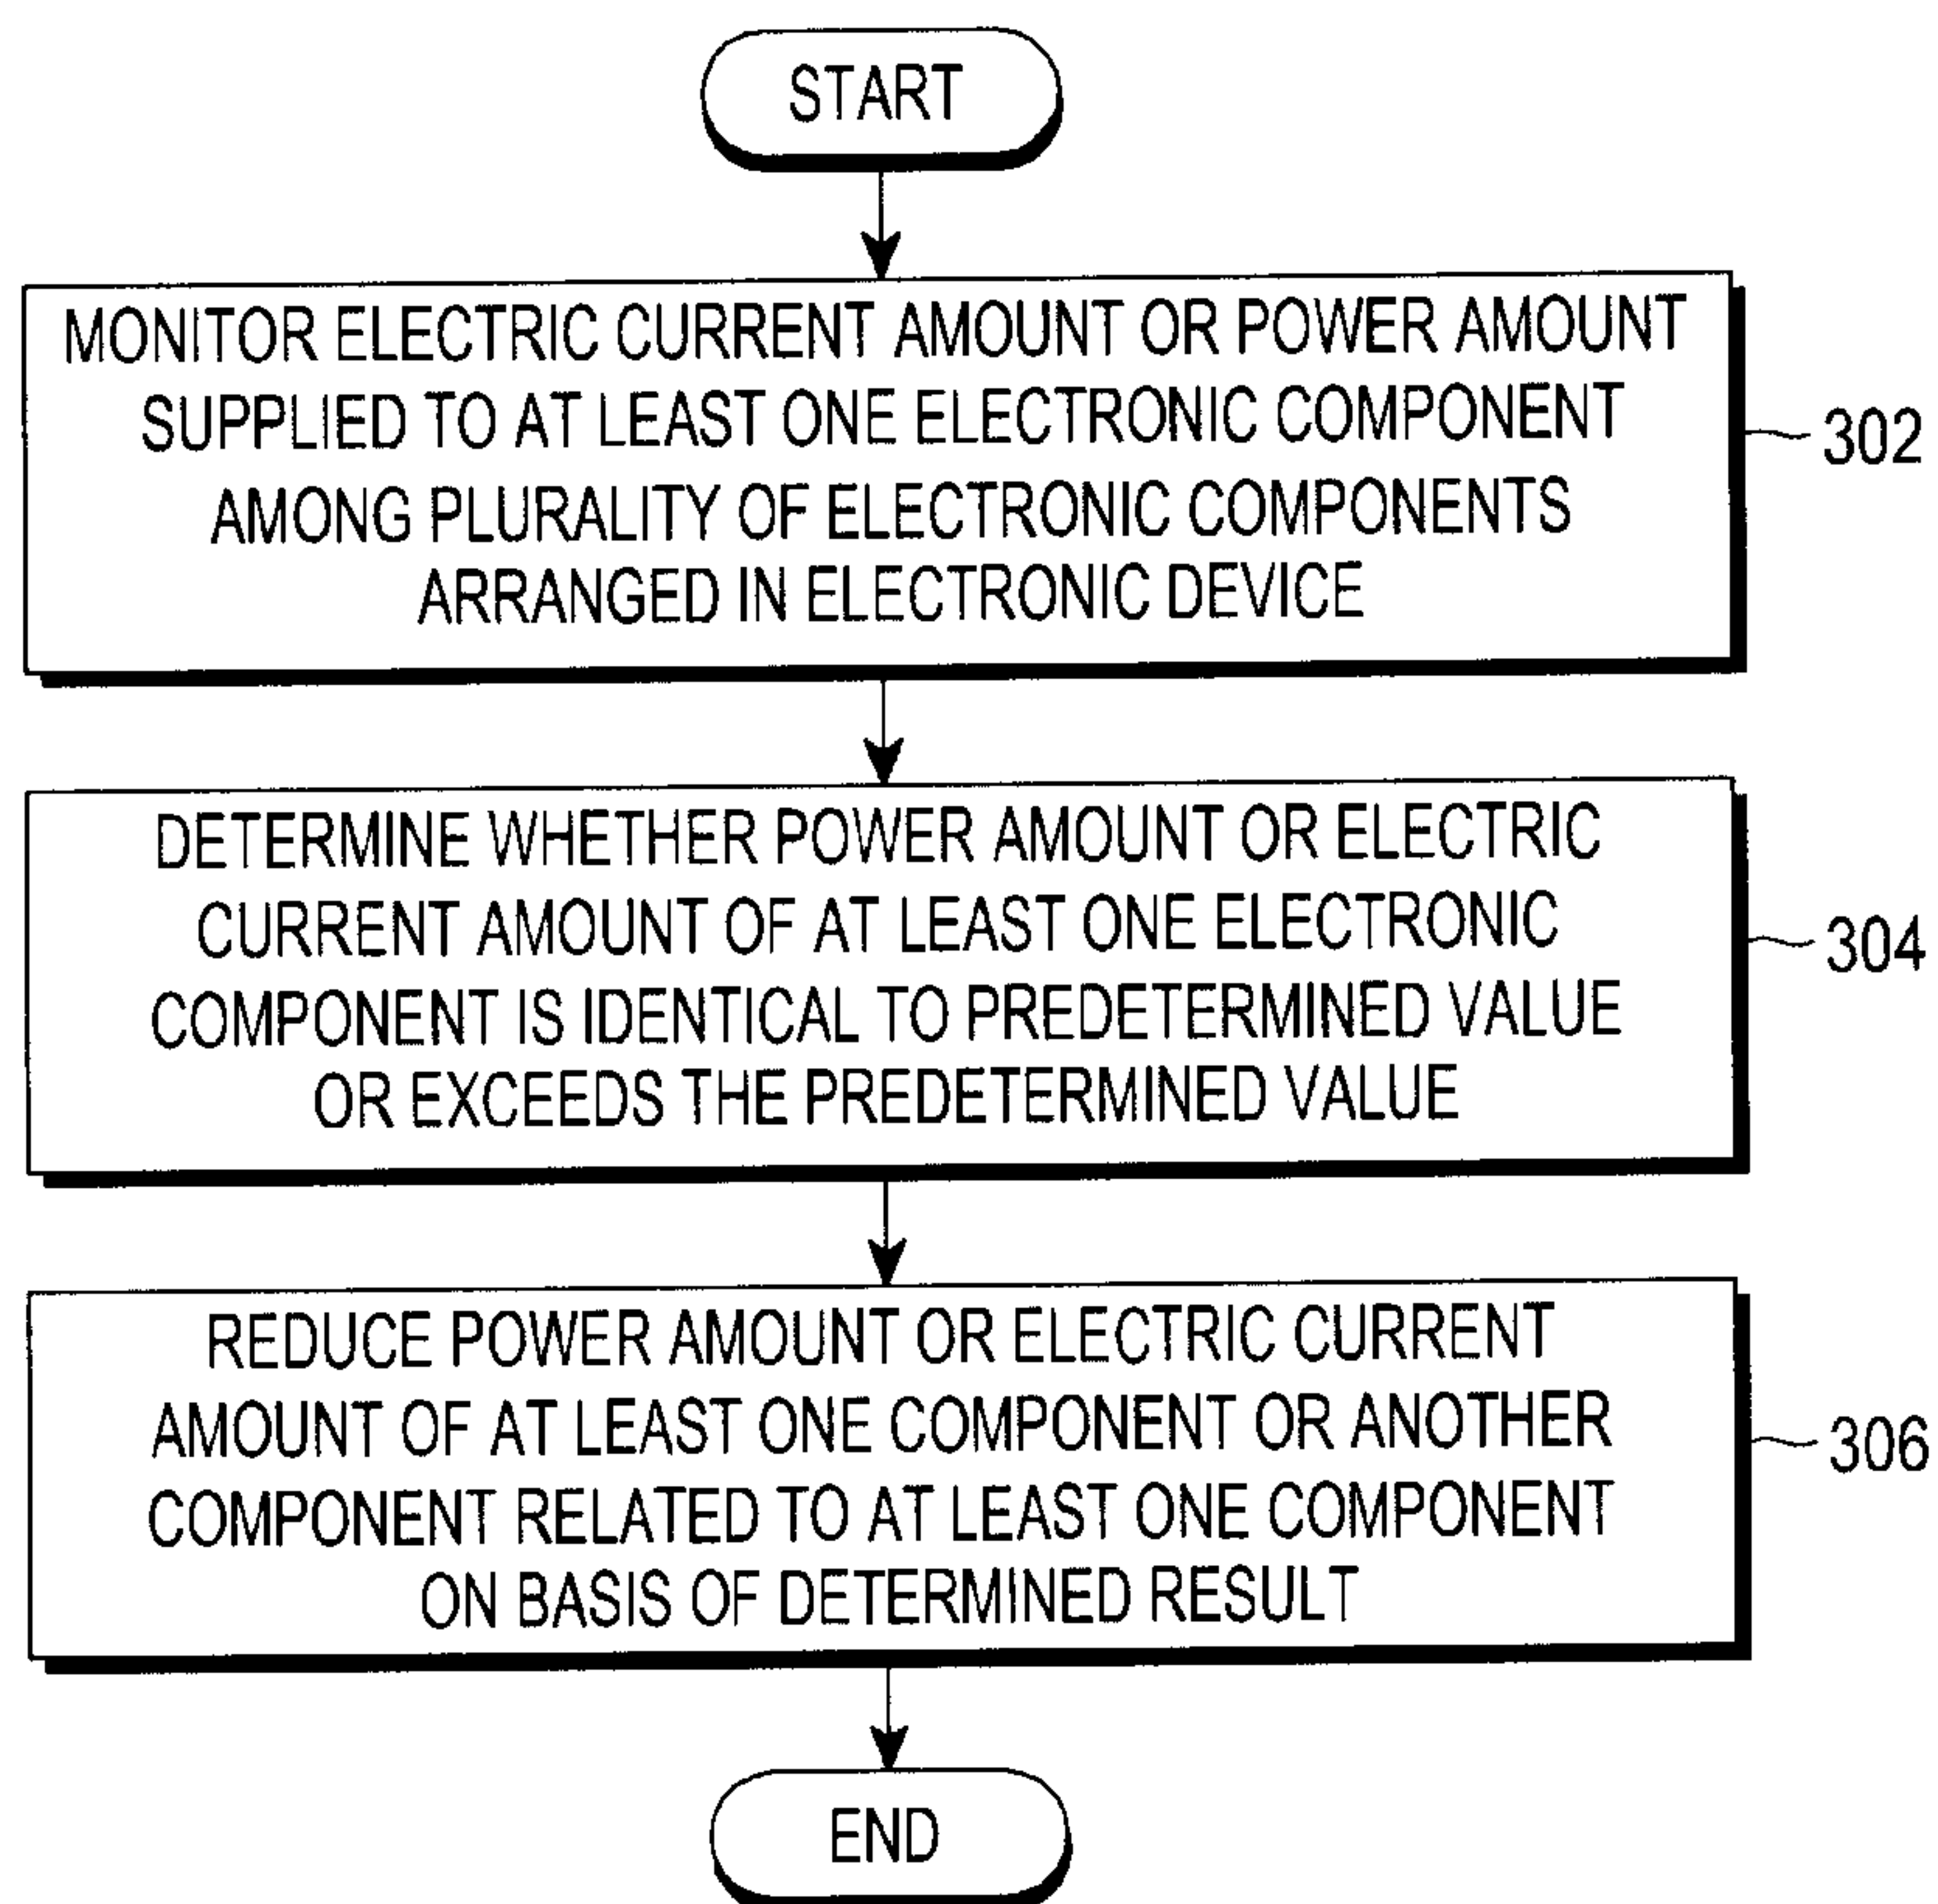 START
MONITOR ELECTRIC CURRENT AMOUNT OR POWER AMOUNT
SUPPLIED TO AT LEAST ONE ELECTRONIC COMPONENT
AMONG PLURALITY OF ELECTRONIC COMPONENTS
ARRANGED IN ELECTRONIC DEVICE
302
DETERMINE WHETHER POWER AMOUNT OR ELECTRIC
CURRENT AMOUNT OF AT LEAST ONE ELECTRONIC
COMPONENT IS IDENTICAL TO PREDETERMINED VALUE
OR EXCEEDS THE PREDETERMINED VALUE
304
REDUCE POWER AMOUNT OR ELECTRIC CURRENT
AMOUNT OF AT LEAST ONE COMPONENT OR ANOTHER
COMPONENT RELATED TO AT LEAST ONE COMPONENT
ON BASIS OF DETERMINED RESULT
306
END